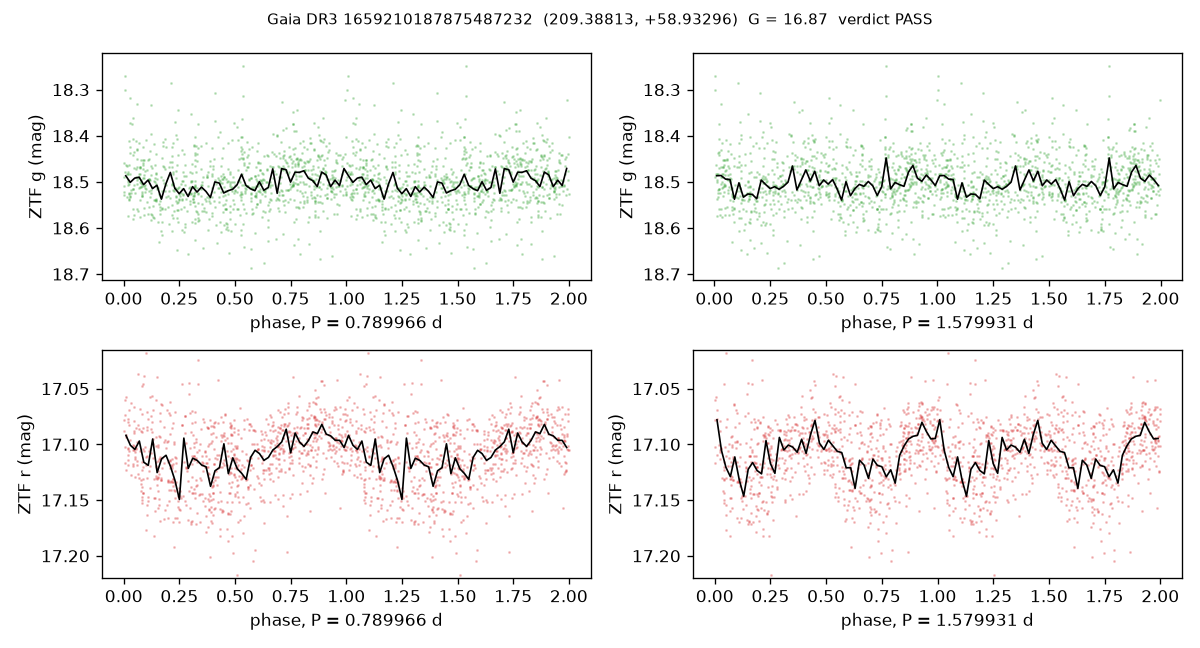 Gaia DR3 1659210187875487232 (209.38813, +58.93296) G = 16.87 verdict PASS
ZTF g (mag)
18.3
18.4
18.5
18.6
18.7
0.00 0.25 0.50 0.75 1.00 1.25 1.50 1.75 2.00
phase, P = 0.789966 d
ZTF g (mag)
18.3
18.4
18.5
18.6
18.7
0.00 0.25 0.50 0.75 1.00 1.25 1.50 1.75 2.00
phase, P = 1.579931 d
ZTF r (mag)
17.05
17.10
17.15
17.20
0.00 0.25 0.50 0.75 1.00 1.25 1.50 1.75 2.00
phase, P = 0.789966 d
ZTF r (mag)
17.05
17.10
17.15
17.20
0.00 0.25 0.50 0.75 1.00 1.25 1.50 1.75 2.00
phase, P = 1.579931 d